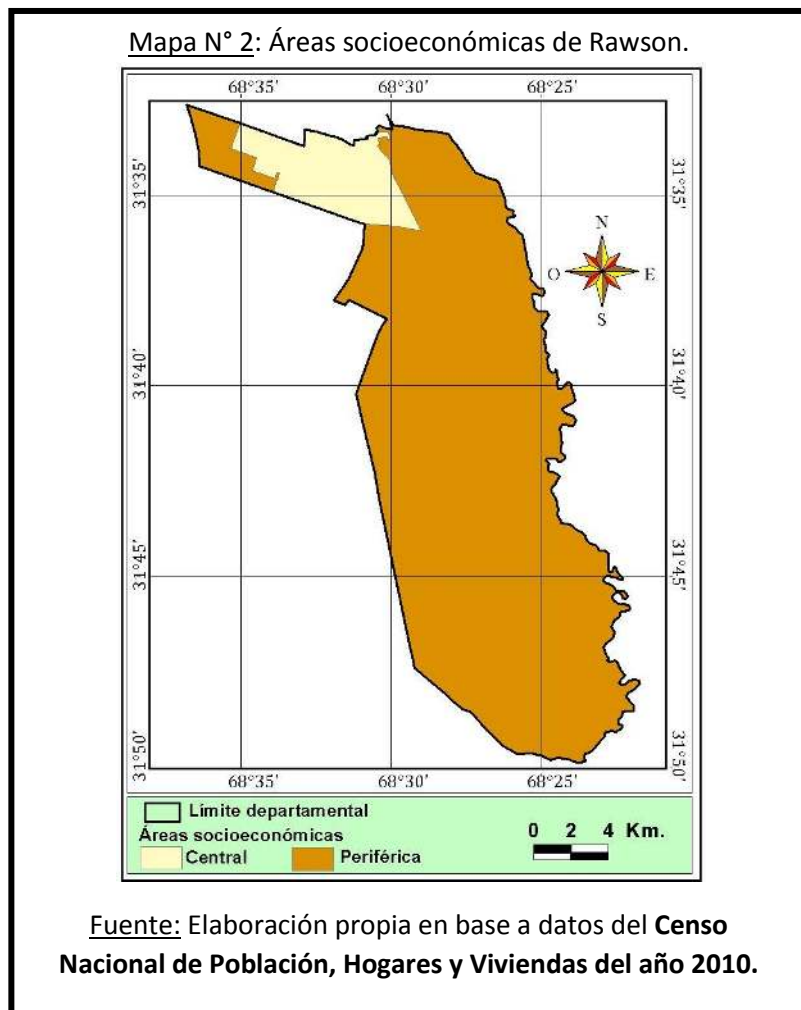 Mapa N° 2: Áreas socioeconómicas de Rawson.
68°35' 68°30' 68°25'
31°35' 31°35'
N
O E
S
31°40' 31°40'
31°45' 31°45'
31°50' 31°50'
68°35' 68°30' 68°25'
Límite departamental
Áreas socioeconómicas
0 2 4 Km.
Central Periférica
Fuente: Elaboración propia en base a datos del Censo
Nacional de Población, Hogares y Viviendas del año 2010.